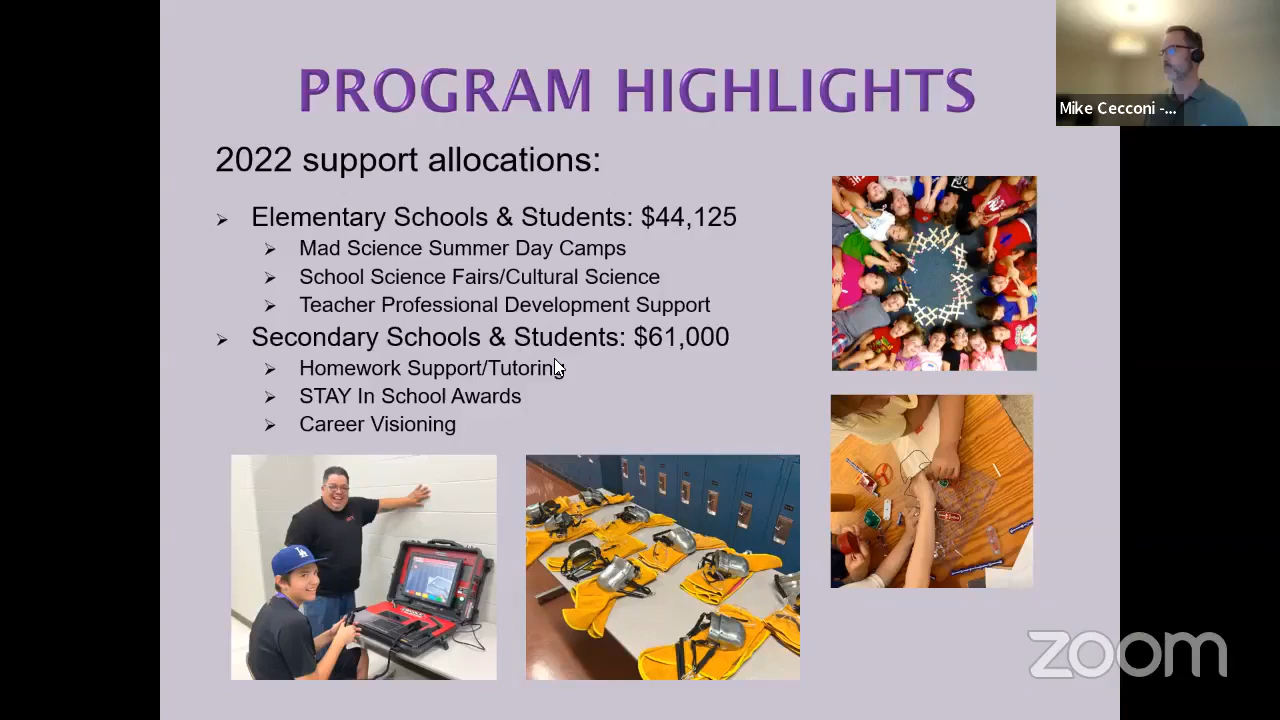 PROGRAM HIGHLIGHTS
Mike Cecconi -...
2022 support allocations:
Elementary Schools & Students: $44,125
Mad Science Summer Day Camps
School Science Fairs/Cultural Science
Teacher Professional Development Support
Secondary Schools & Students: $61,000
Homework Support/Tutoring
STAY In School Awards
Career Visioning
zoom